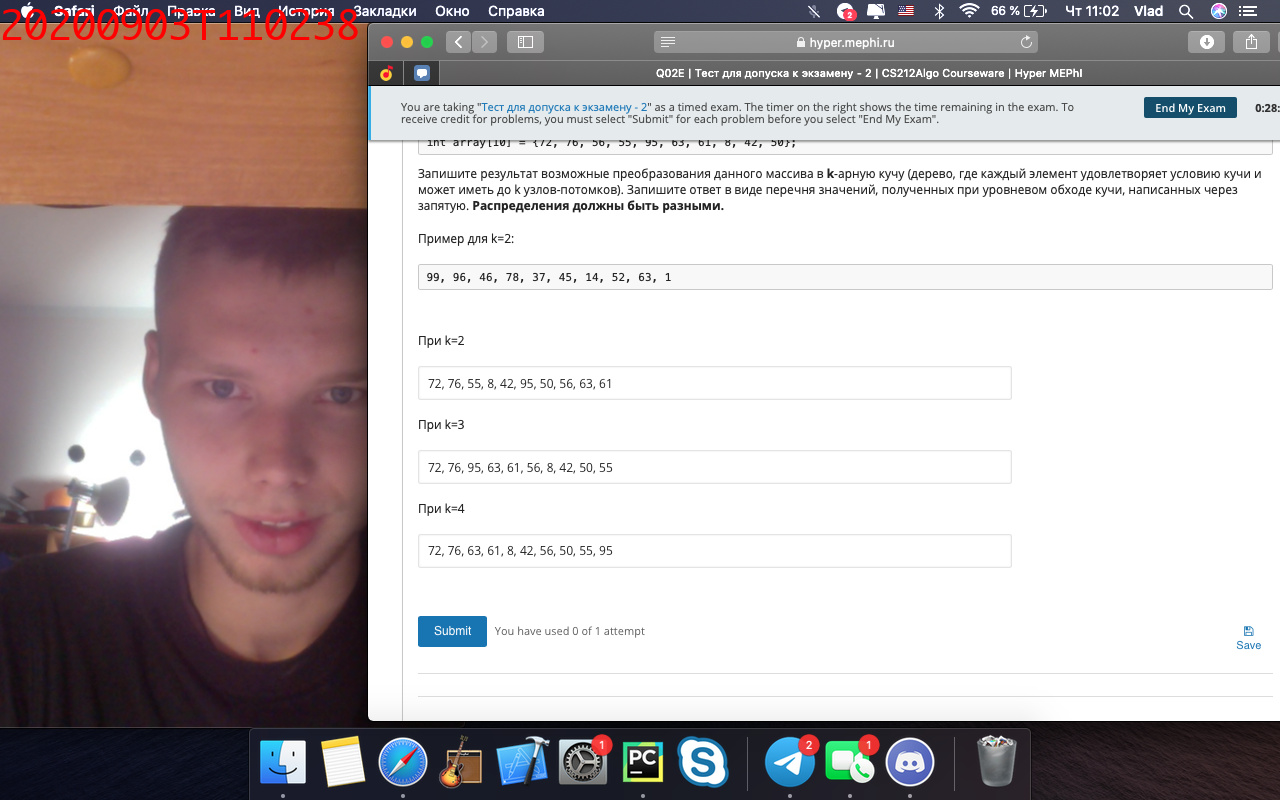 Safari Файл Правка Вид История Закладки Окно Справка
2 66 % Чт 11:02 Vlad
20200903T110238
hyper.mephi.ru
Q02E | Тест для допуска к экзамену - 2 | CS212Algo Courseware | Hyper MEPhI
You are taking "Тест для допуска к экзамену - 2" as a timed exam. The timer on the right shows the time remaining in the exam. To
receive credit for problems, you must select "Submit" for each problem before you select "End My Exam".
End My Exam
0:28:
int array[10] = {72, 76, 56, 55, 95, 63, 61, 8, 42, 50};
Запишите результат возможные преобразования данного массива в k-арную кучу (дерево, где каждый элемент удовлетворяет условию кучи и
может иметь до k узлов-потомков). Запишите ответ в виде перечня значений, полученных при уровневом обходе кучи, написанных через
запятую. Распределения должны быть разными.
Пример для k=2:
99, 96, 46, 78, 37, 45, 14, 52, 63, 1
При k=2
72, 76, 55, 8, 42, 95, 50, 56, 63, 61
При k=3
72, 76, 95, 63, 61, 56, 8, 42, 50, 55
При k=4
72, 76, 63, 61, 8, 42, 56, 50, 55, 95
Submit
You have used 0 of 1 attempt
Save
1
PC
2
1